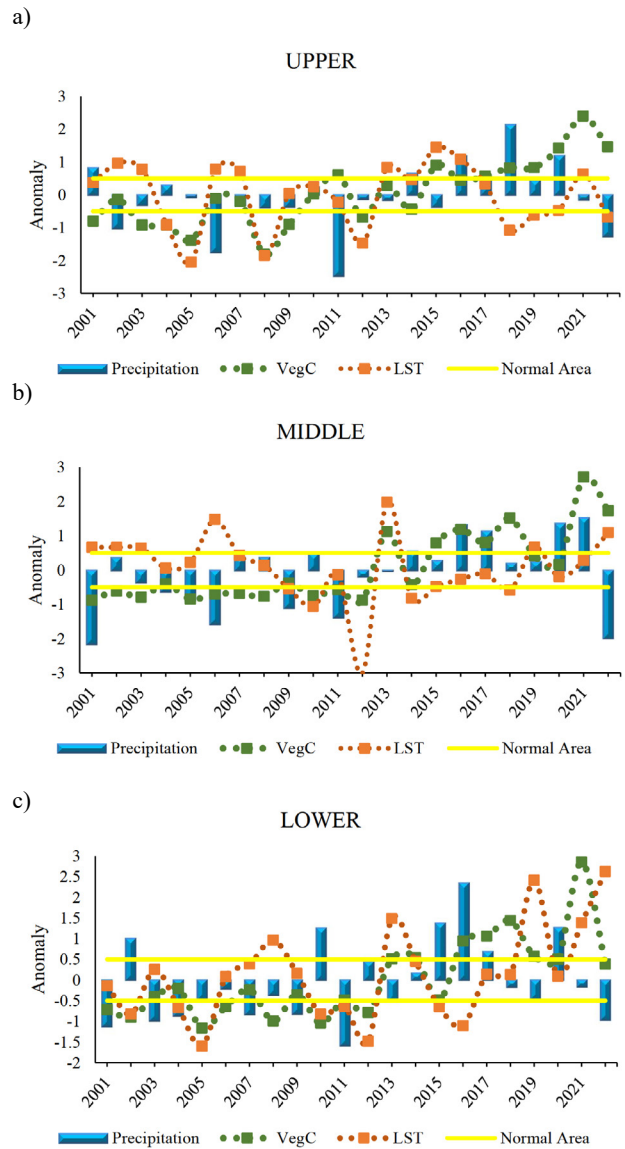 a)
UPPER
3
2
1
0
-1
-2
-3
Anomaly
2001 2003 2005 2007 2009 2011 2013 2015 2017 2019 2021
Precipitation VegC LST Normal Area
b)
MIDDLE
3
2
1
0
-1
-2
-3
Anomaly
2001 2003 2005 2007 2009 2011 2013 2015 2017 2019 2021
Precipitation VegC LST Normal Area
c)
LOWER
3
2.5
2
1.5
1
0.5
0
-0.5
-1
-1.5
-2
Anomaly
2001 2003 2005 2007 2009 2011 2013 2015 2017 2019 2021
Precipitation VegC LST Normal Area